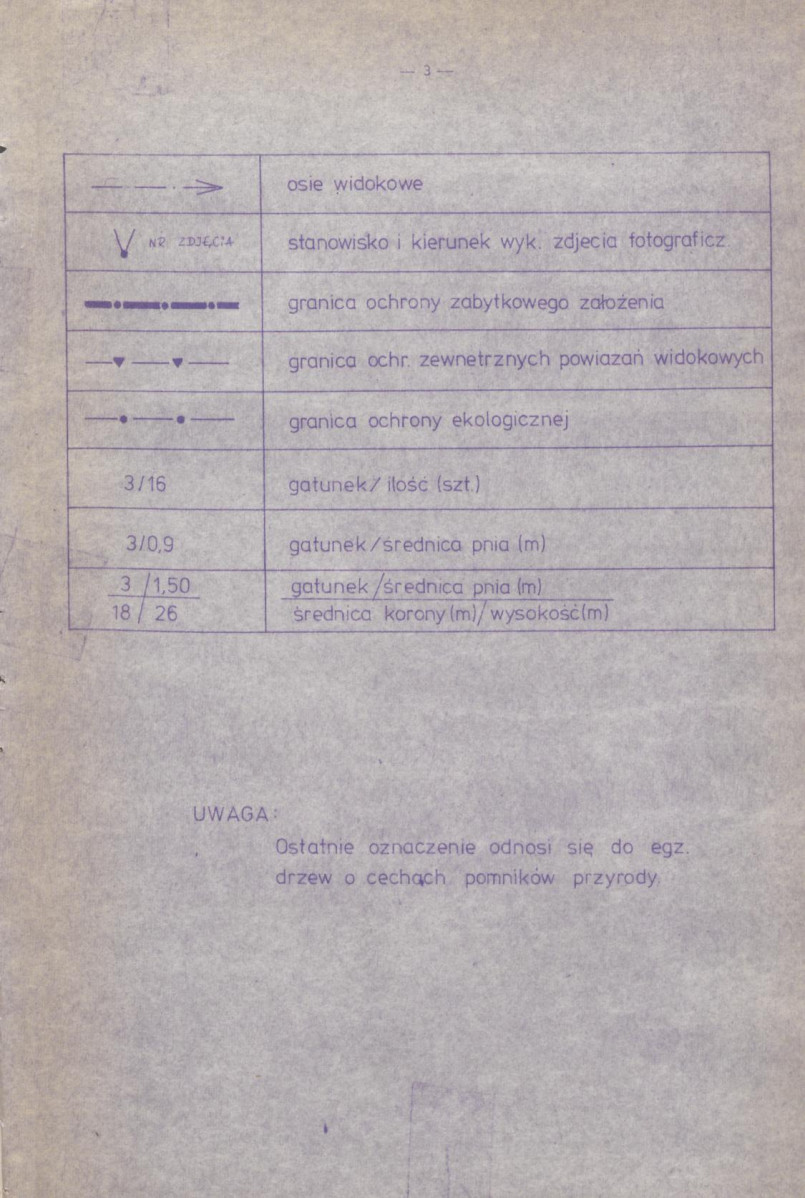 — 3 —
osie widokowe
NR ZDJĘCIA stanowisko i kierunek wyk. zdjecia fotograficz.
granica ochrony zabytkowego założenia
granica ochr. zewnetrznych powiazań widokowych
granica ochrony ekologicznej
3/16 gatunek/ ilość (szt.)
3/0,9 gatunek/średnica pnia (m)
3 /1,50 gatunek/średnica pnia (m)
18 / 26 średnica korony(m)/wysokość(m)
UWAGA:
Ostatnie oznaczenie odnosi się do egz.
drzew o cechach pomników przyrody.